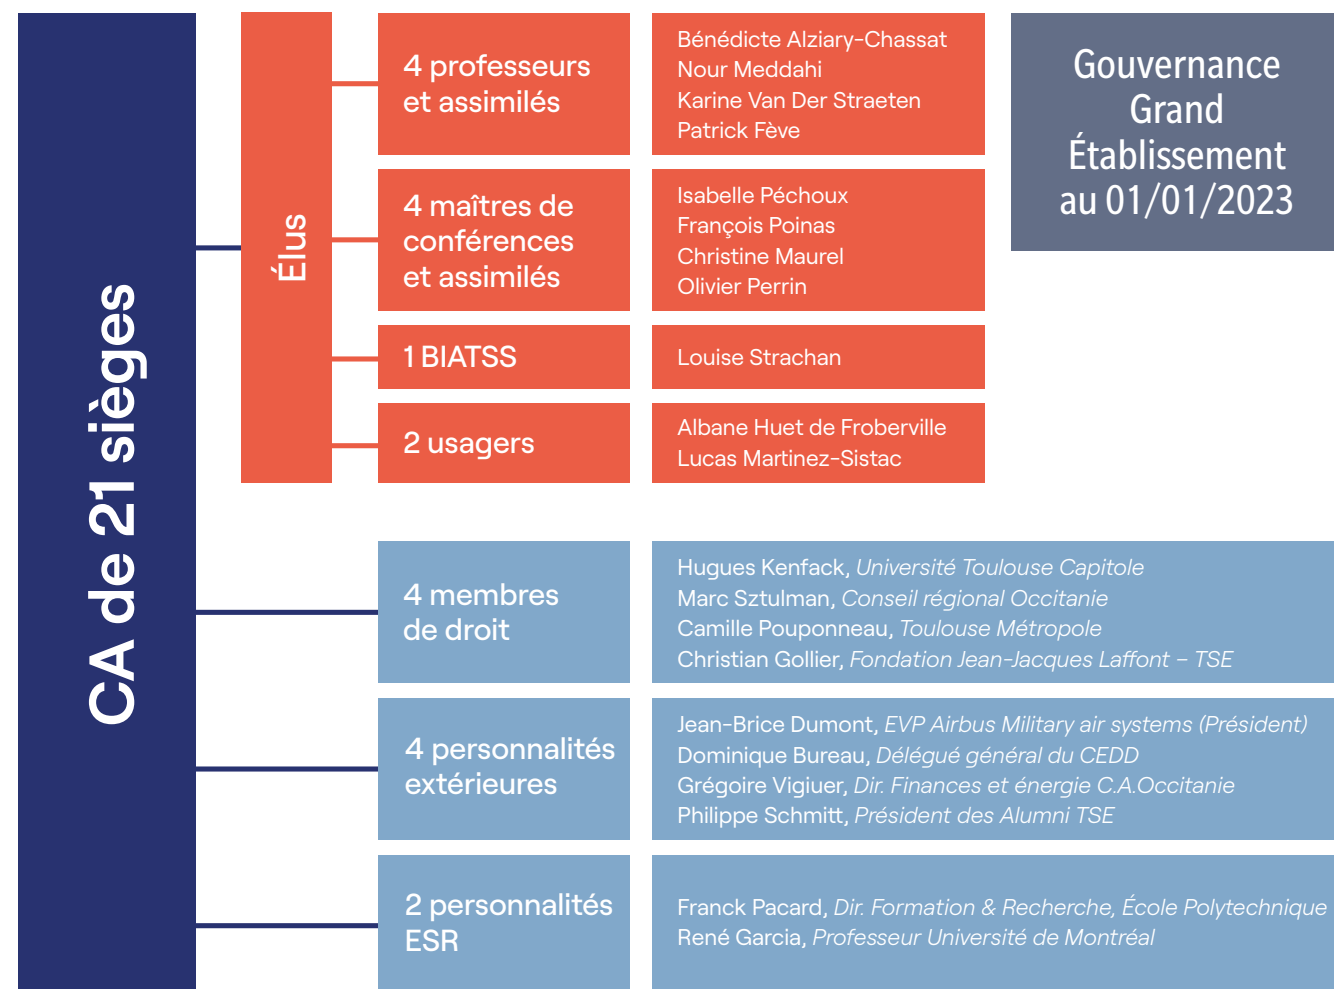 CA de 21 sièges
Élus
4 professeurs
et assimilés
Bénédicte Alziary-Chassat
Nour Meddahi
Karine Van Der Straeten
Patrick Fève
4 maîtres de
conférences
et assimilés
Isabelle Péchoux
François Poinas
Christine Maurel
Olivier Perrin
1 BIATSS
Louise Strachan
2 usagers
Albane Huet de Froberville
Lucas Martinez-Sistac
Gouvernance
Grand
Établissement
au 01/01/2023
4 membres
de droit
Hugues Kenfack, Université Toulouse Capitole
Marc Sztulman, Conseil régional Occitanie
Camille Pouponneau, Toulouse Métropole
Christian Gollier, Fondation Jean-Jacques Laffont – TSE
4 personnalités
extérieures
Jean-Brice Dumont, EVP Airbus Military air systems (Président)
Dominique Bureau, Délégué général du CEDD
Grégoire Vigiuer, Dir. Finances et énergie C.A.Occitanie
Philippe Schmitt, Président des Alumni TSE
2 personnalités
ESR
Franck Pacard, Dir. Formation & Recherche, École Polytechnique
René Garcia, Professeur Université de Montréal